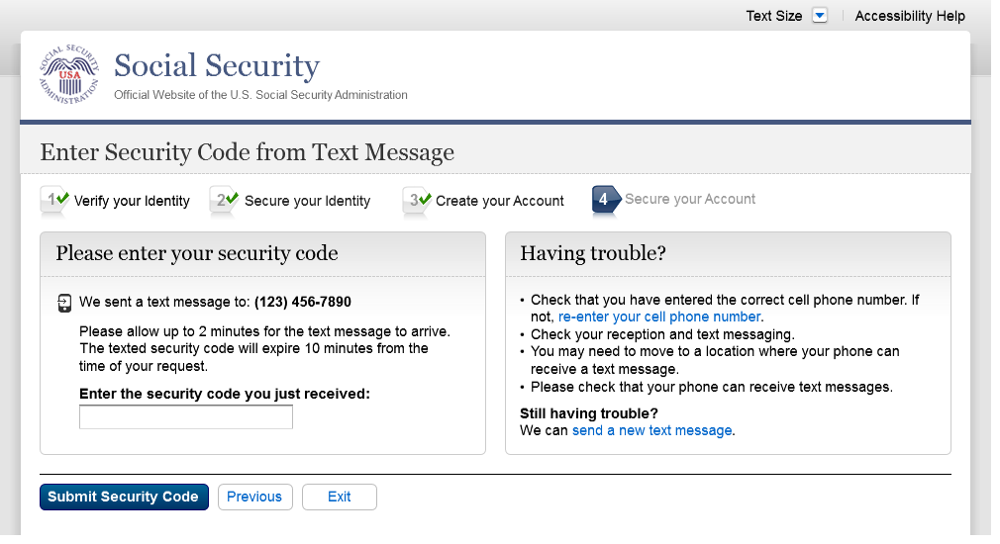 Text Size
Accessibility Help
SOCIAL SECURITY ADMINISTRATION
USA
Social Security
Official Website of the U.S. Social Security Administration
Enter Security Code from Text Message
1 Verify your Identity
2 Secure your Identity
3 Create your Account
4 Secure your Account
Please enter your security code
We sent a text message to: (123) 456-7890
Please allow up to 2 minutes for the text message to arrive.
The texted security code will expire 10 minutes from the
time of your request.
Enter the security code you just received:
Having trouble?
• Check that you have entered the correct cell phone number. If
not, re-enter your cell phone number.
• Check your reception and text messaging.
• You may need to move to a location where your phone can
receive a text message.
• Please check that your phone can receive text messages.
Still having trouble?
We can send a new text message.
Submit Security Code
Previous
Exit